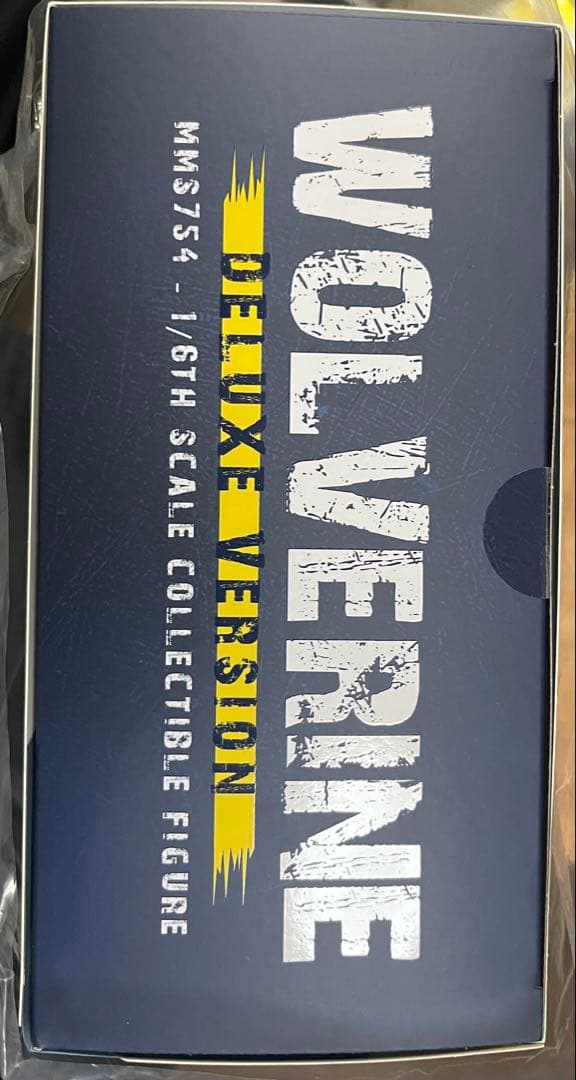 WOLVERINE
DELUXE VERSION
MMS754 - 1/6TH SCALE COLLECTIBLE FIGURE